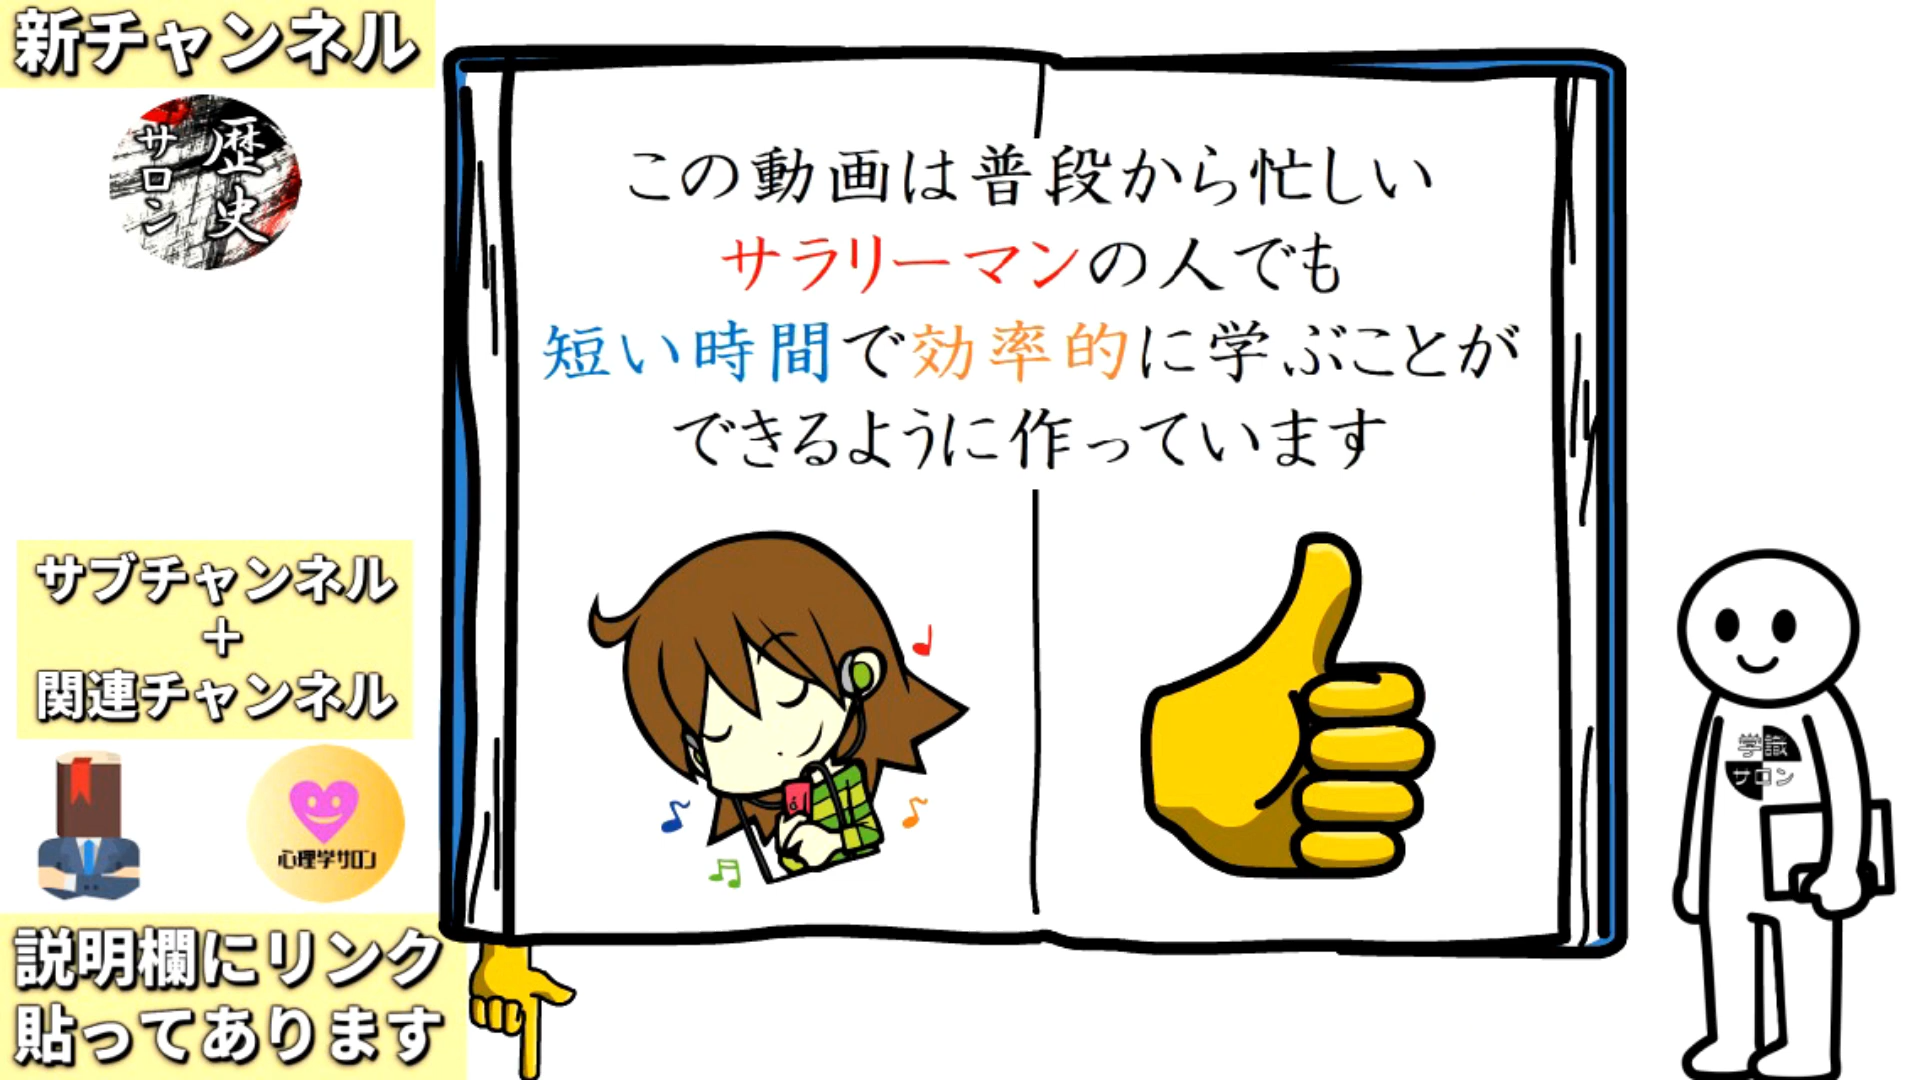 新チャンネル
歴史
サロン
この動画は普段から忙しい
サラリーマンの人でも
短い時間で効率的に学ぶことが
できるように作っています
サブチャンネル
+
関連チャンネル
心理学サロン
学識
サロン
説明欄にリンク
貼ってあります